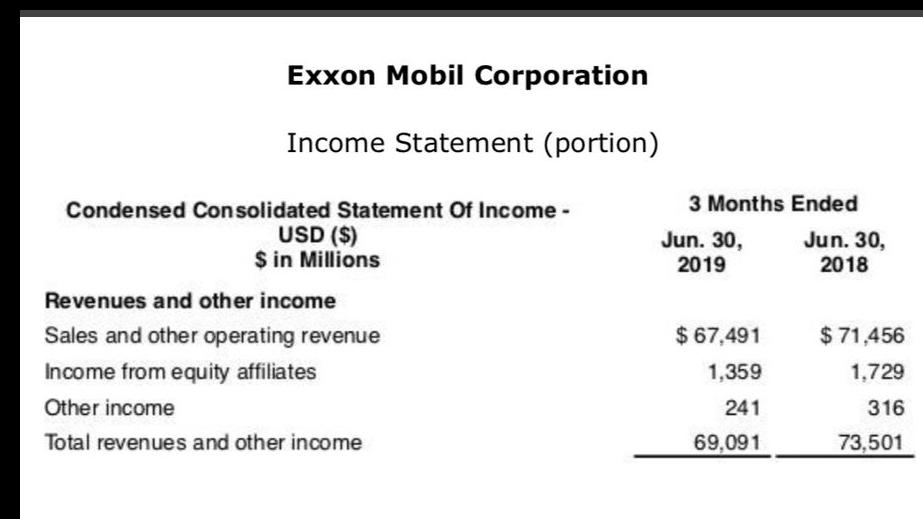 Exxon Mobil Corporation
Income Statement (portion)
Condensed Consolidated Statement Of Income -
USD ($)
$ in Millions
3 Months Ended
Jun. 30,
2019
Jun. 30,
2018
Revenues and other income
Sales and other operating revenue $ 67,491 $ 71,456
Income from equity affiliates 1,359 1,729
Other income 241 316
Total revenues and other income 69,091 73,501